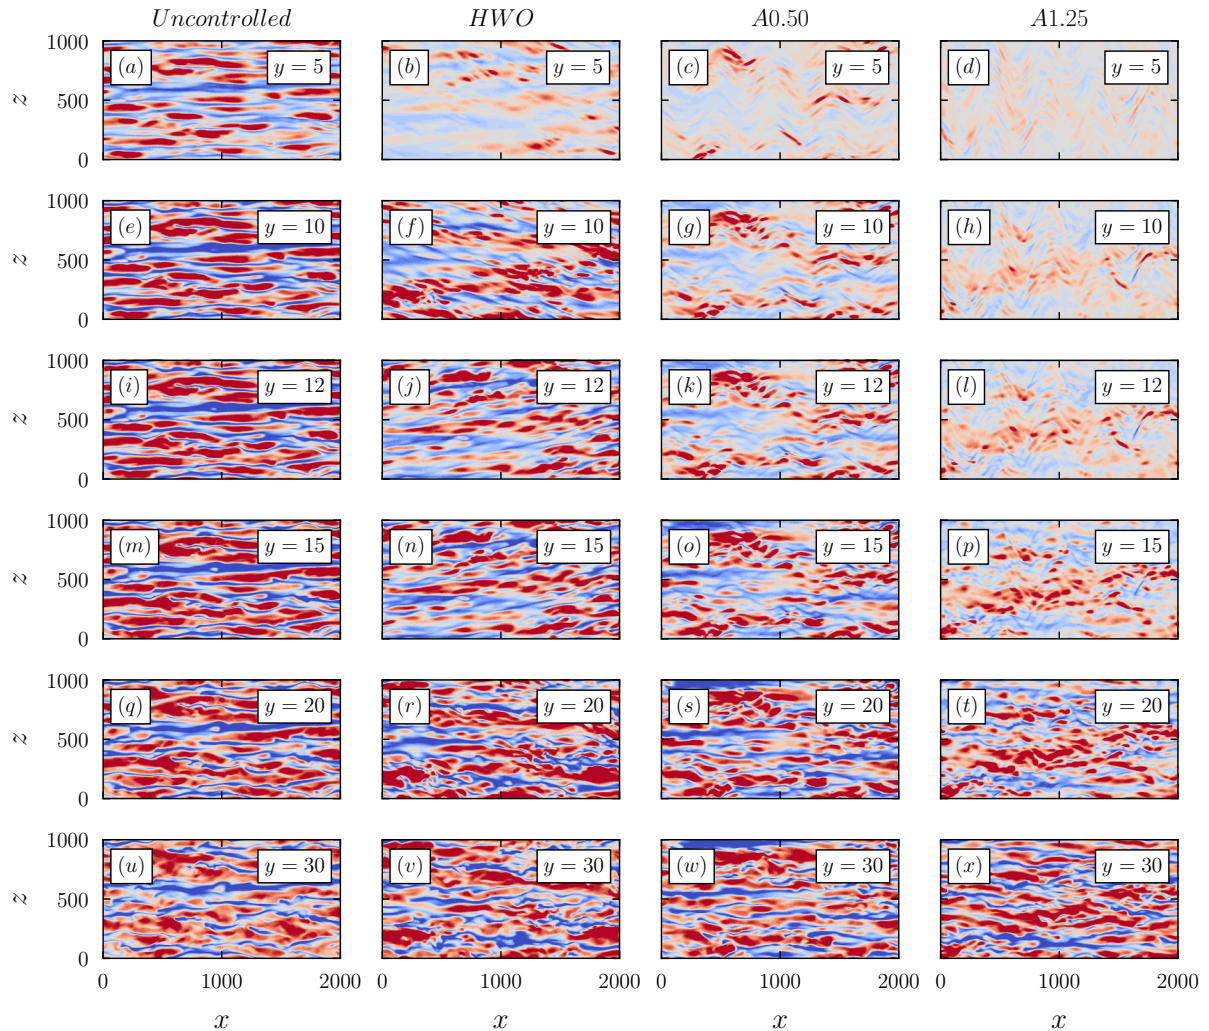 Uncontrolled HWO A0.50 A1.25
1000
(a) y = 5 (b) y = 5 (c) y = 5 (d) y = 5
z 500
0
1000
(e) y = 10 (f) y = 10 (g) y = 10 (h) y = 10
z 500
0
1000
(i) y = 12 (j) y = 12 (k) y = 12 (l) y = 12
z 500
0
1000
(m) y = 15 (n) y = 15 (o) y = 15 (p) y = 15
z 500
0
1000
(q) y = 20 (r) y = 20 (s) y = 20 (t) y = 20
z 500
0
1000
(u) y = 30 (v) y = 30 (w) y = 30 (x) y = 30
z 500
0
0 1000 2000 0 1000 2000 0 1000 2000 0 1000 2000
x x x x